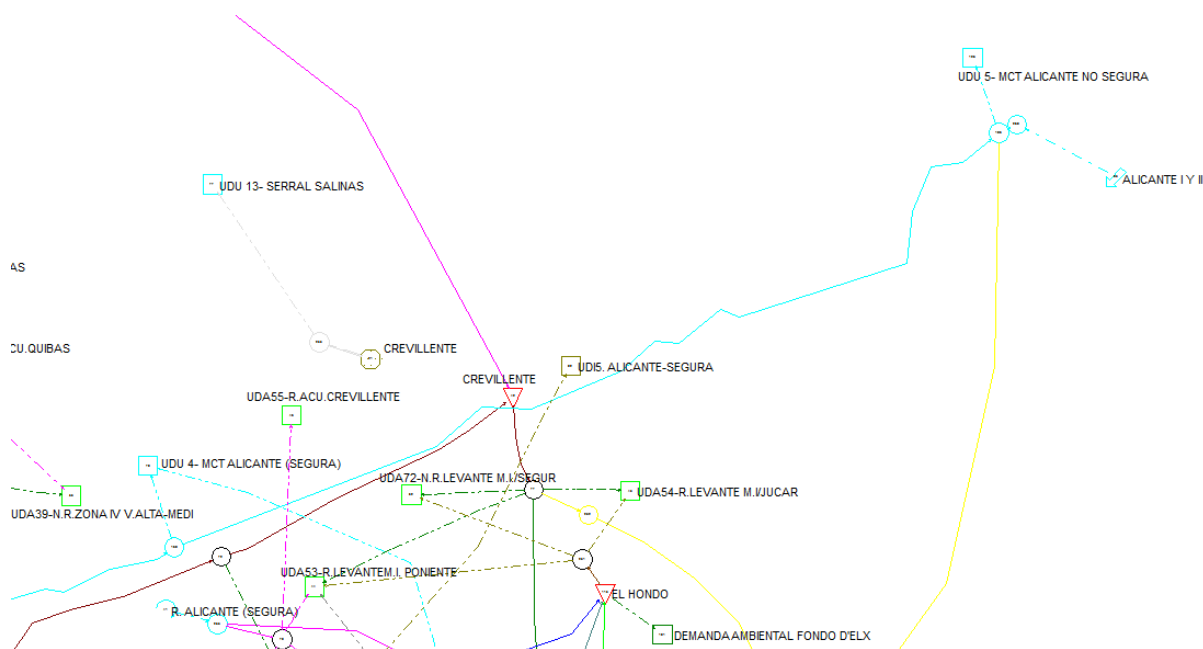 UDU 5- MCT ALICANTE NO SEGURA
ALICANTE I Y II
UDU 13- SERRAL SALINAS
AS
CU.QUIBAS
CREVILLENTE
CREVILLENTE
UDI5. ALICANTE-SEGURA
UDA55-R.ACU.CREVILLENTE
UDU 4- MCT ALICANTE (SEGURA)
UDA72-N.R.LEVANTE M.I./SEGUR
UDA54-R.LEVANTE M.I/JUCAR
UDA39-N.R.ZONA IV V.ALTA-MEDI
UDA53-R.LEVANTEM.I. PONIENTE
EL HONDO
R. ALICANTE (SEGURA)
DEMANDA AMBIENTAL FONDO D'ELX